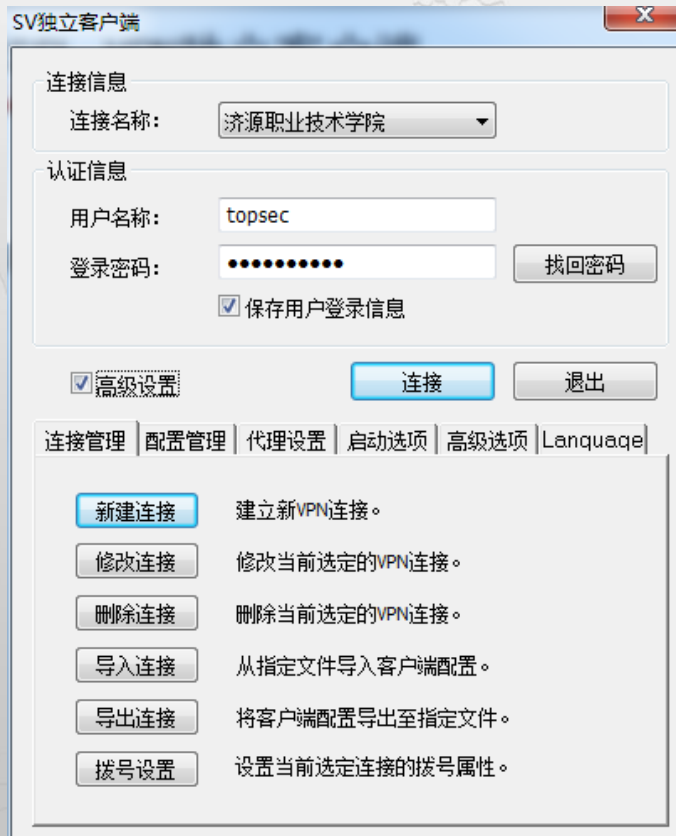 SV独立客户端
连接信息
连接名称：
济源职业技术学院
认证信息
用户名称：
topsec
登录密码：
●●●●●●●●●●
找回密码
保存用户登录信息
高级设置
连接
退出
连接管理 配置管理 代理设置 启动选项 高级选项 Language
新建连接 建立新VPN连接。
修改连接 修改当前选定的VPN连接。
删除连接 删除当前选定的VPN连接。
导入连接 从指定文件导入客户端配置。
导出连接 将客户端配置导出至指定文件。
拨号设置 设置当前选定连接的拨号属性。